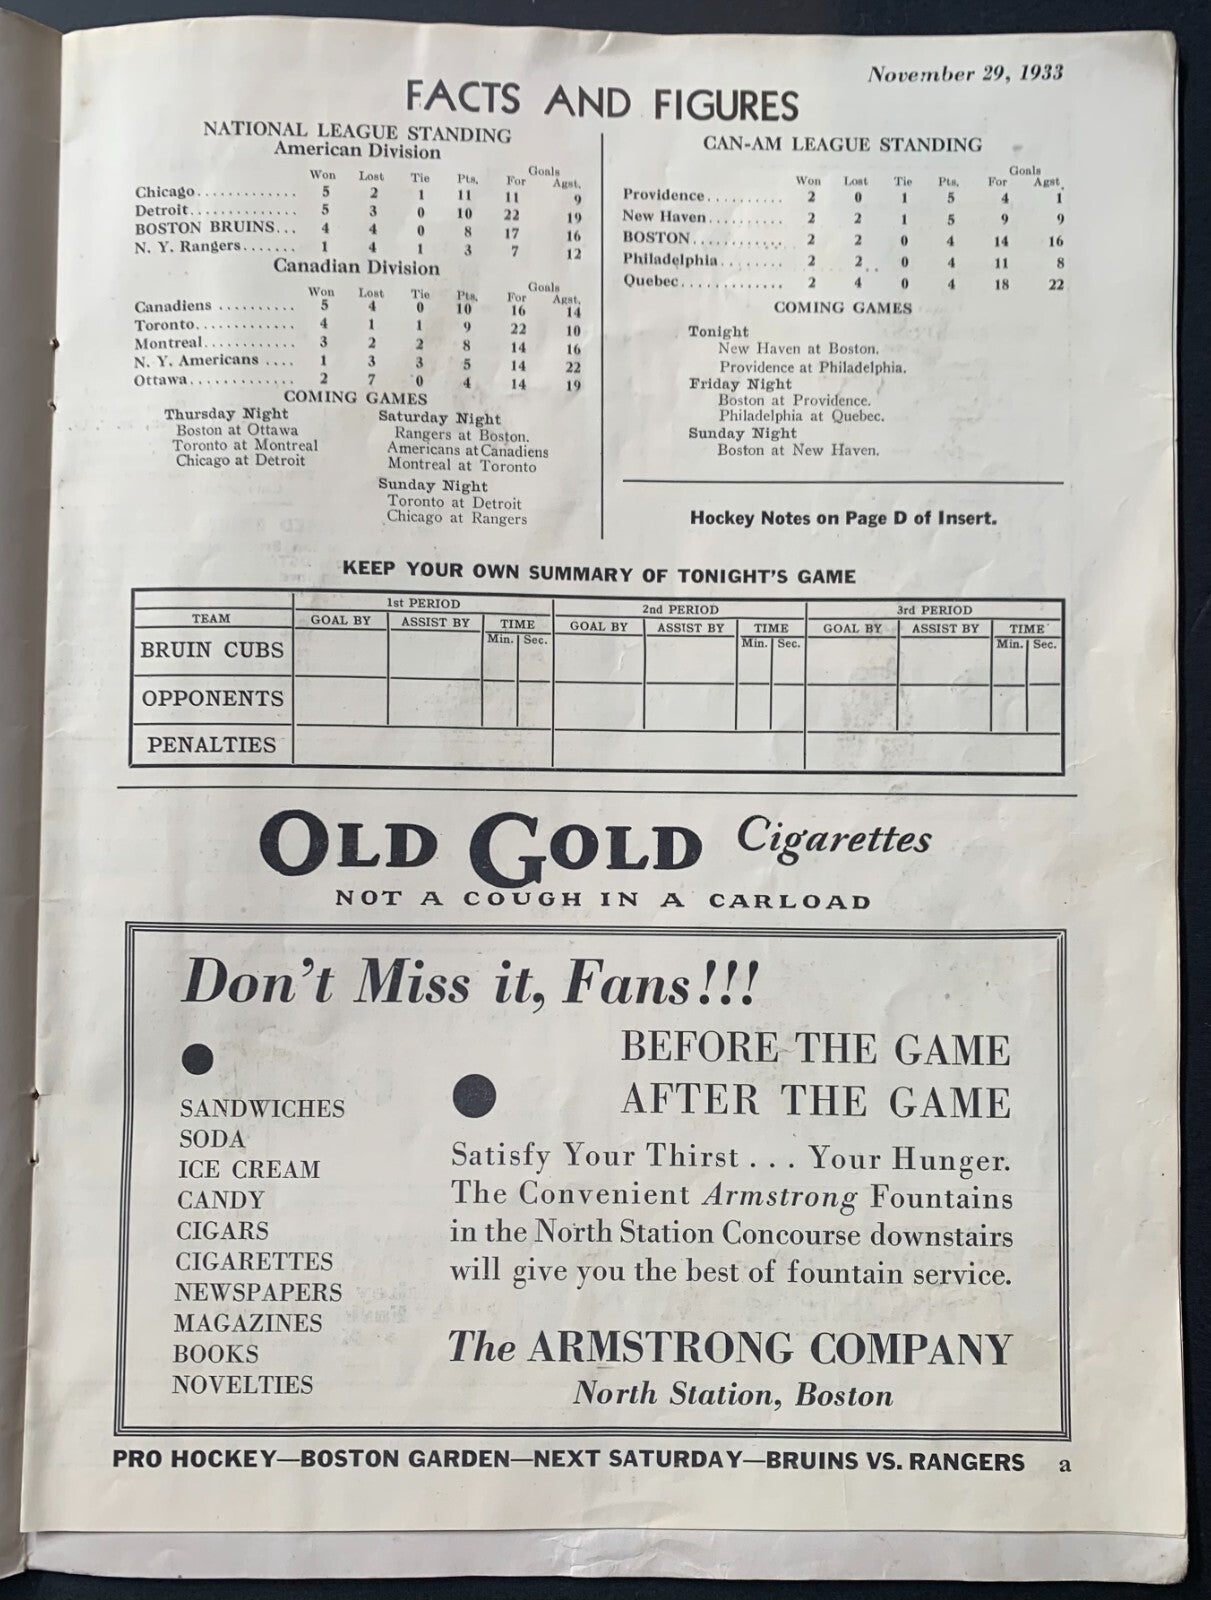 November 29, 1933
FACTS AND FIGURES
NATIONAL LEAGUE STANDING
American Division
Won Lost Tie Pts. Goals For Agst.
Chicago............. 5 2 1 11 11 9
Detroit.............. 5 3 0 10 22 19
BOSTON BRUINS... 4 4 0 8 17 16
N. Y. Rangers....... 1 4 1 3 7 12
Canadian Division
Won Lost Tie Pts. Goals For Agst.
Canadiens .......... 5 4 0 10 16 14
Toronto............. 4 1 1 9 22 10
Montreal............ 3 2 2 8 14 16
N. Y. Americans .... 1 3 3 5 14 22
Ottawa.............. 2 7 0 4 14 19
COMING GAMES
Thursday Night
Boston at Ottawa
Toronto at Montreal
Chicago at Detroit
Saturday Night
Rangers at Boston.
Americans at Canadiens
Montreal at Toronto
Sunday Night
Toronto at Detroit
Chicago at Rangers
CAN-AM LEAGUE STANDING
Won Lost Tie Pts. Goals For Agst.
Providence.......... 2 0 1 5 4 1
New Haven.......... 2 2 1 5 9 9
BOSTON............. 2 2 0 4 14 16
Philadelphia........ 2 2 0 4 11 8
Quebec.............. 2 4 0 4 18 22
COMING GAMES
Tonight
New Haven at Boston.
Providence at Philadelphia.
Friday Night
Boston at Providence.
Philadelphia at Quebec.
Sunday Night
Boston at New Haven.
Hockey Notes on Page D of Insert.
KEEP YOUR OWN SUMMARY OF TONIGHT'S GAME
TEAM 1st PERIOD 2nd PERIOD 3rd PERIOD
GOAL BY ASSIST BY TIME GOAL BY ASSIST BY TIME GOAL BY ASSIST BY TIME
Min. Sec. Min. Sec. Min. Sec.
BRUIN CUBS
OPPONENTS
PENALTIES
OLD GOLD Cigarettes
NOT A COUGH IN A CARLOAD
Don't Miss it, Fans!!!
SANDWICHES
SODA
ICE CREAM
CANDY
CIGARS
CIGARETTES
NEWSPAPERS
MAGAZINES
BOOKS
NOVELTIES
BEFORE THE GAME
AFTER THE GAME
Satisfy Your Thirst . . . Your Hunger.
The Convenient Armstrong Fountains
in the North Station Concourse downstairs
will give you the best of fountain service.
The ARMSTRONG COMPANY
North Station, Boston
PRO HOCKEY—BOSTON GARDEN—NEXT SATURDAY—BRUINS VS. RANGERS a